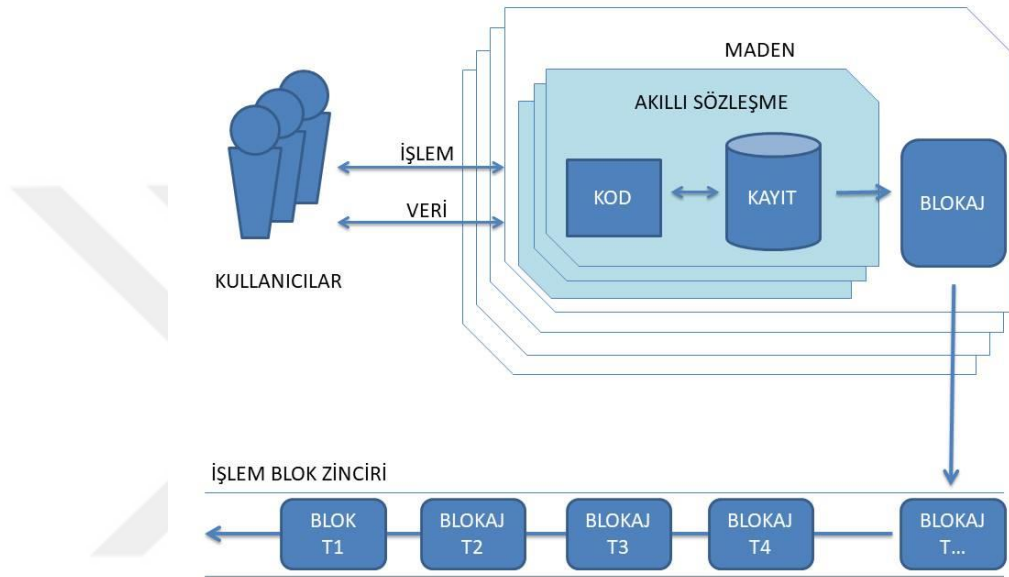 MADEN
AKILLI SÖZLEŞME
İŞLEM
KOD
KAYIT
BLOKAJ
VERİ
KULLANICILAR
İŞLEM BLOK ZİNCİRİ
BLOK
T1
BLOKAJ
T2
BLOKAJ
T3
BLOKAJ
T4
BLOKAJ
T...